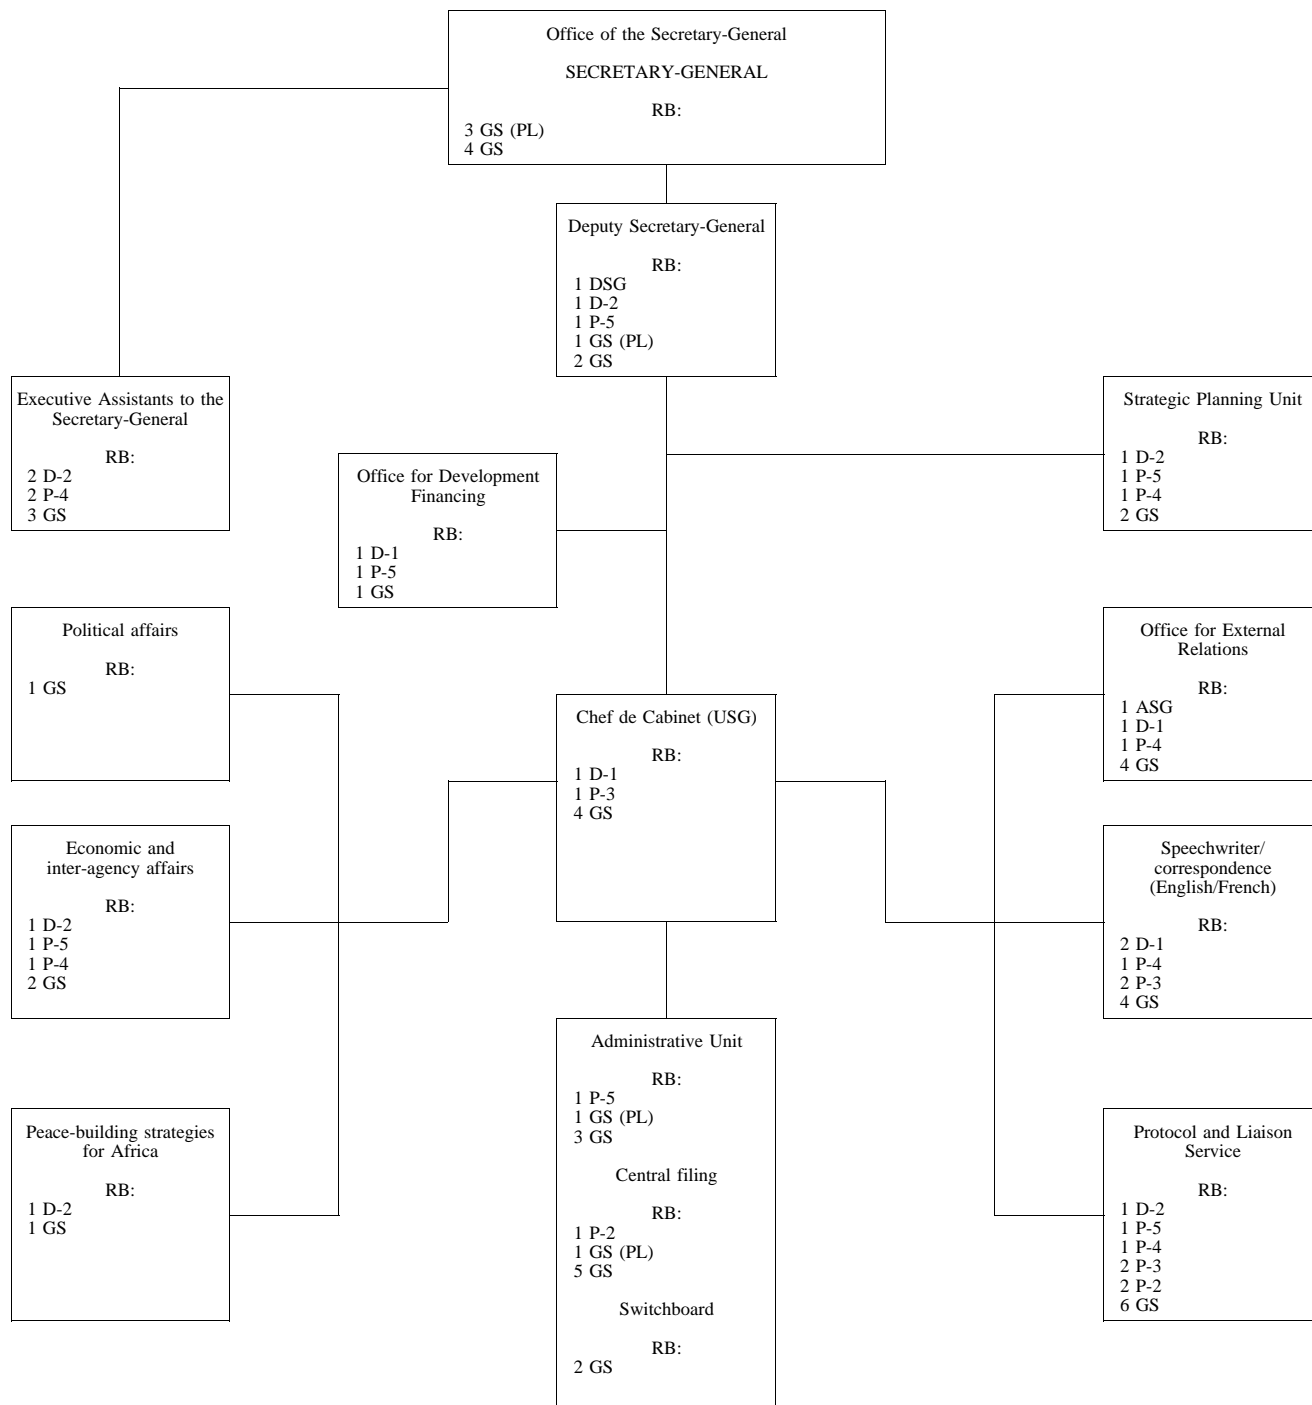 Office of the Secretary-General
SECRETARY-GENERAL
RB:
3 GS (PL)
4 GS
Deputy Secretary-General
RB:
1 DSG
1 D-2
1 P-5
1 GS (PL)
2 GS
Executive Assistants to the
Secretary-General
RB:
2 D-2
2 P-4
3 GS
Office for Development
Financing
RB:
1 D-1
1 P-5
1 GS
Strategic Planning Unit
RB:
1 D-2
1 P-5
1 P-4
2 GS
Political affairs
RB:
1 GS
Chef de Cabinet (USG)
RB:
1 D-1
1 P-3
4 GS
Office for External
Relations
RB:
1 ASG
1 D-1
1 P-4
4 GS
Economic and
inter-agency affairs
RB:
1 D-2
1 P-5
1 P-4
2 GS
Speechwriter/
correspondence
(English/French)
RB:
2 D-1
1 P-4
2 P-3
4 GS
Peace-building strategies
for Africa
RB:
1 D-2
1 GS
Administrative Unit
RB:
1 P-5
1 GS (PL)
3 GS
Central filing
RB:
1 P-2
1 GS (PL)
5 GS
Switchboard
RB:
2 GS
Protocol and Liaison
Service
RB:
1 D-2
1 P-5
1 P-4
2 P-3
2 P-2
6 GS